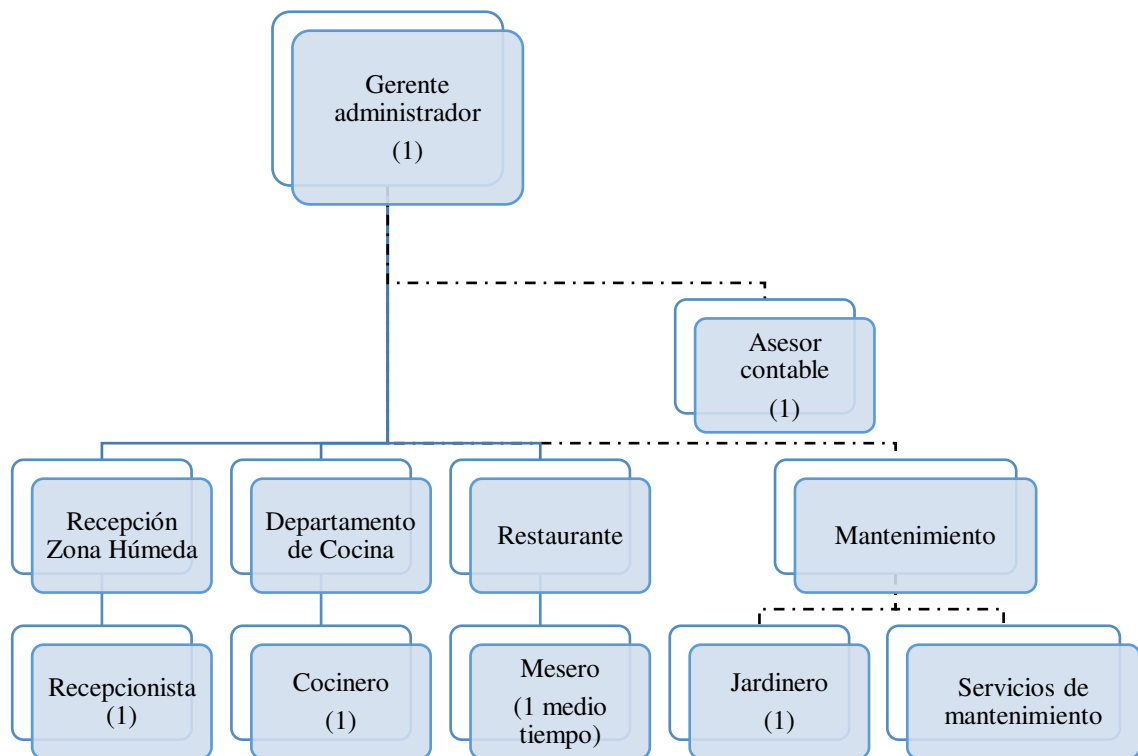 Gerente
administrador
(1)
Asesor
contable
(1)
Recepción
Zona Húmeda
Departamento
de Cocina
Restaurante
Mantenimiento
Recepcionista
(1)
Cocinero
(1)
Mesero
(1 medio
tiempo)
Jardinero
(1)
Servicios de
mantenimiento